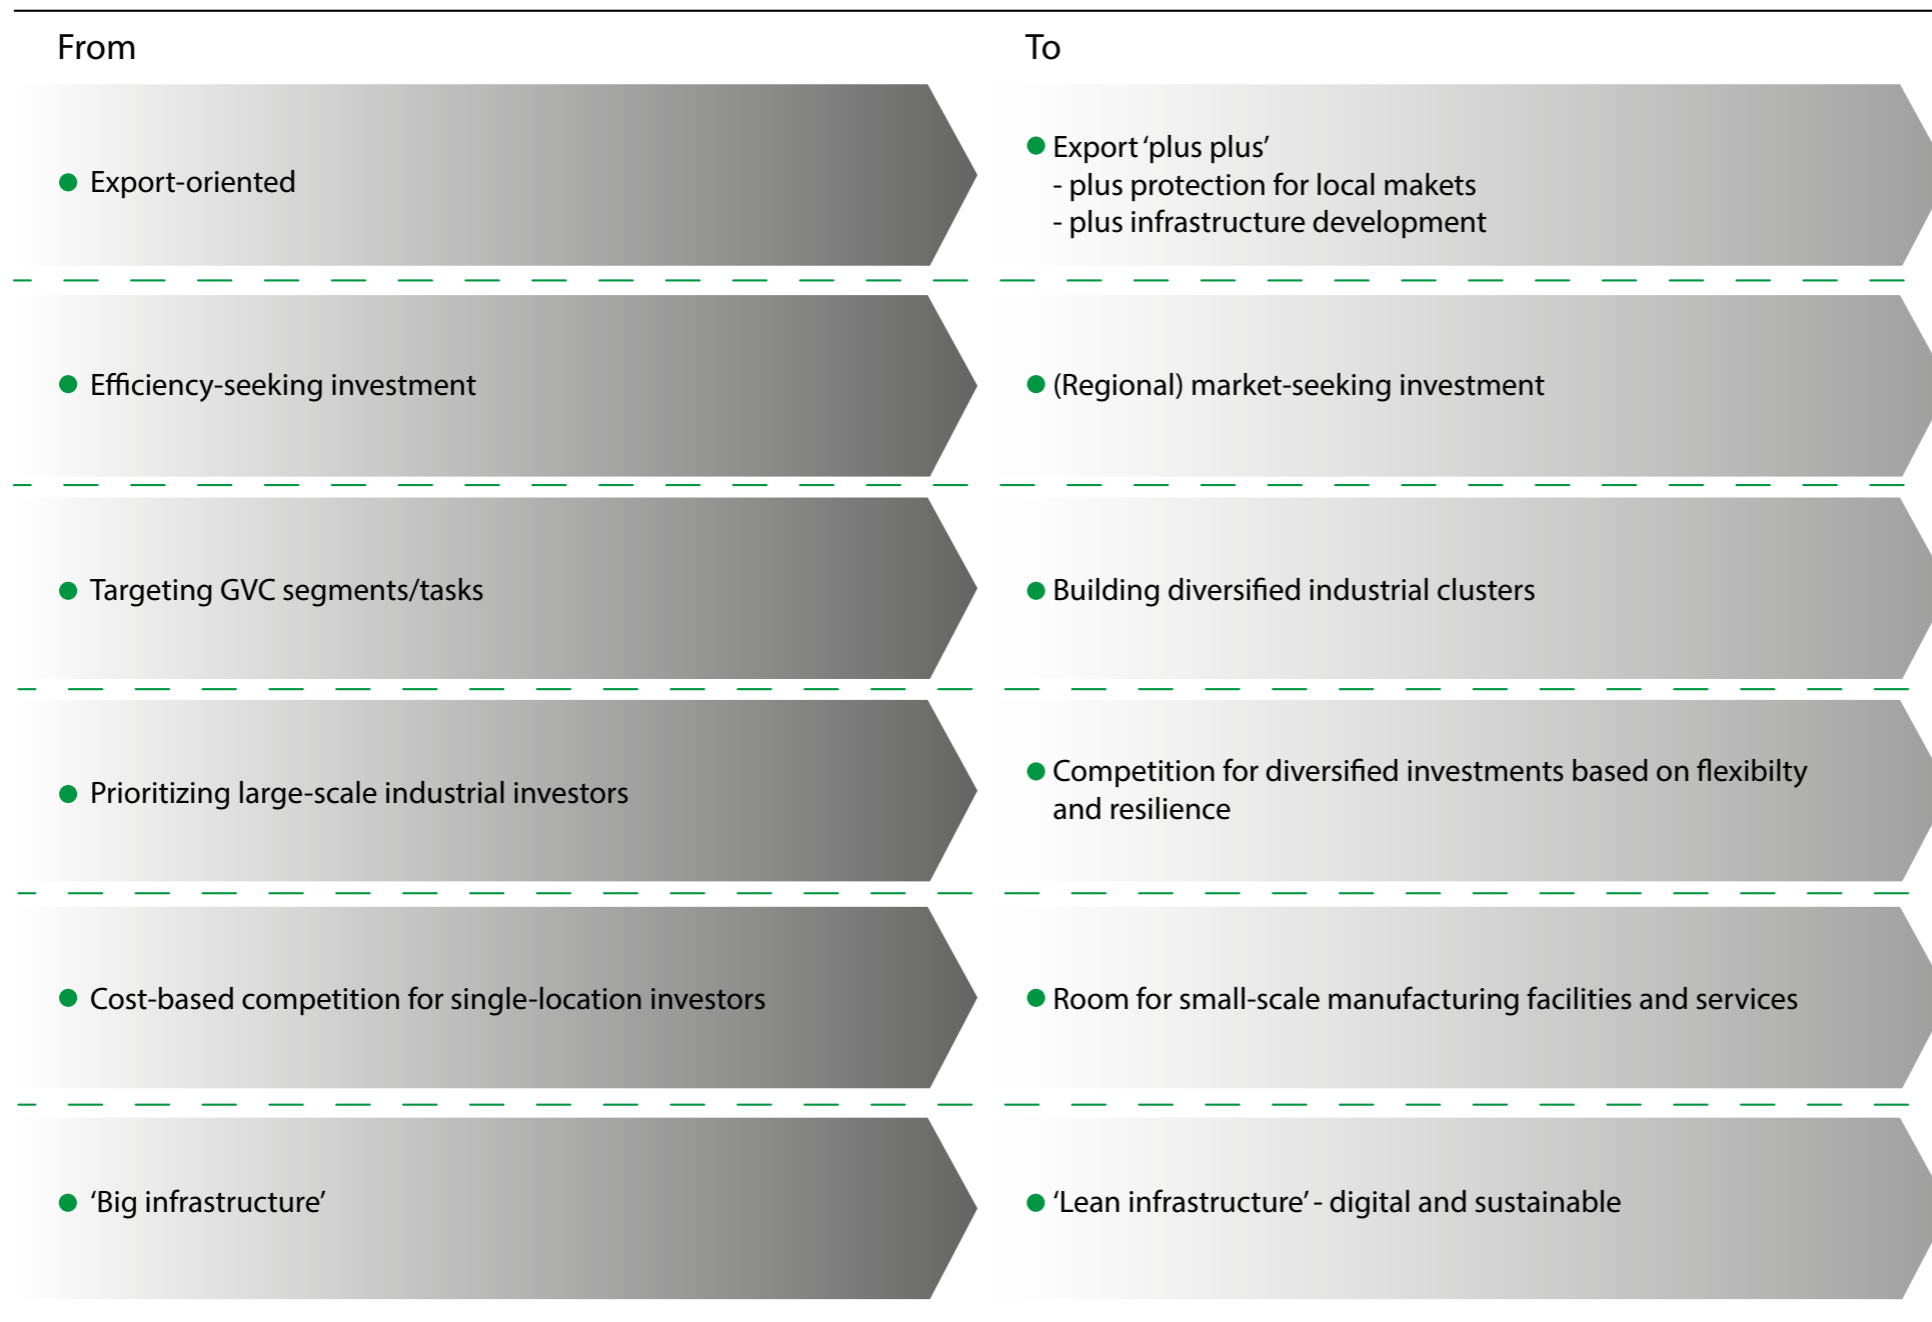 From
To
● Export-oriented
● Export ‘plus plus’
- plus protection for local makets
- plus infrastructure development
● Efficiency-seeking investment
● (Regional) market-seeking investment
● Targeting GVC segments/tasks
● Building diversified industrial clusters
● Prioritizing large-scale industrial investors
● Competition for diversified investments based on flexibilty
and resilience
● Cost-based competition for single-location investors
● Room for small-scale manufacturing facilities and services
● ‘Big infrastructure’
● ‘Lean infrastructure’ - digital and sustainable